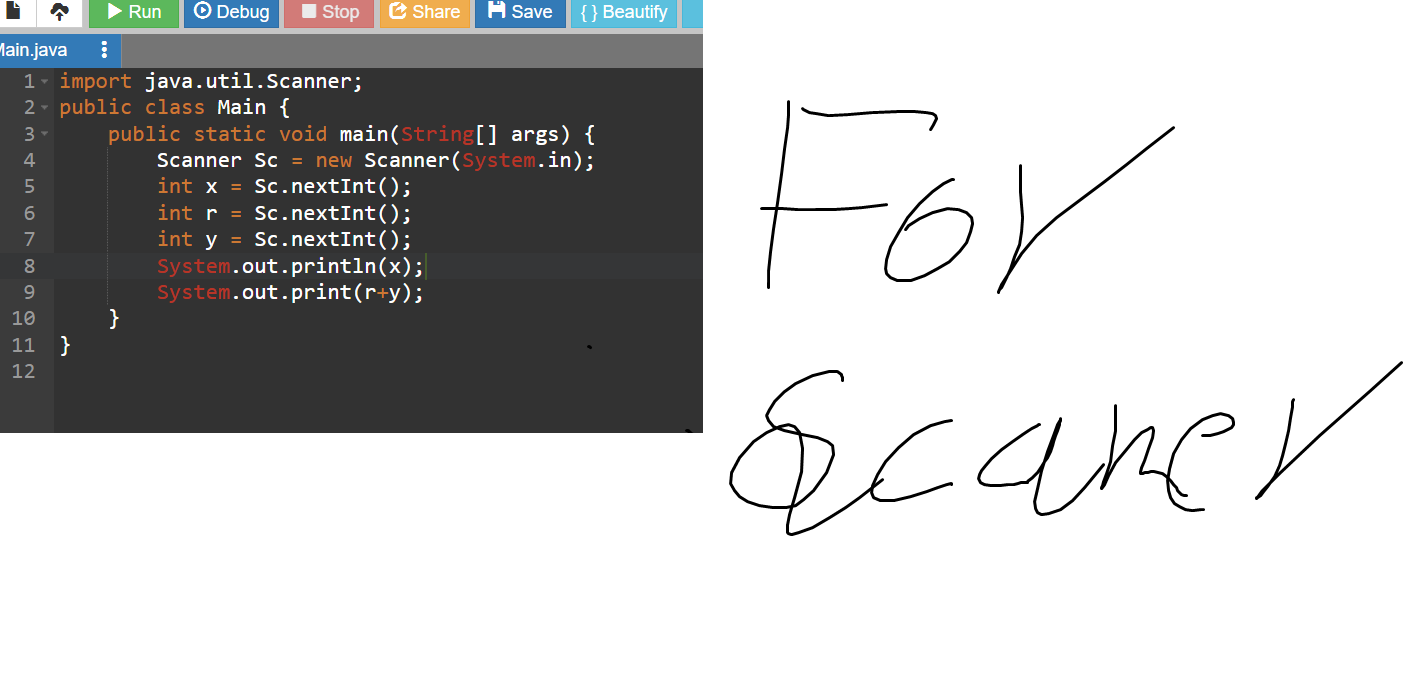 Run Debug Stop Share Save { } Beautify
Main.java
1 import java.util.Scanner;
2 public class Main {
3 public static void main(String[] args) {
4 Scanner Sc = new Scanner(System.in);
5 int x = Sc.nextInt();
6 int r = Sc.nextInt();
7 int y = Sc.nextInt();
8 System.out.println(x);
9 System.out.print(r+y);
10 }
11 }
12
For
Scaner